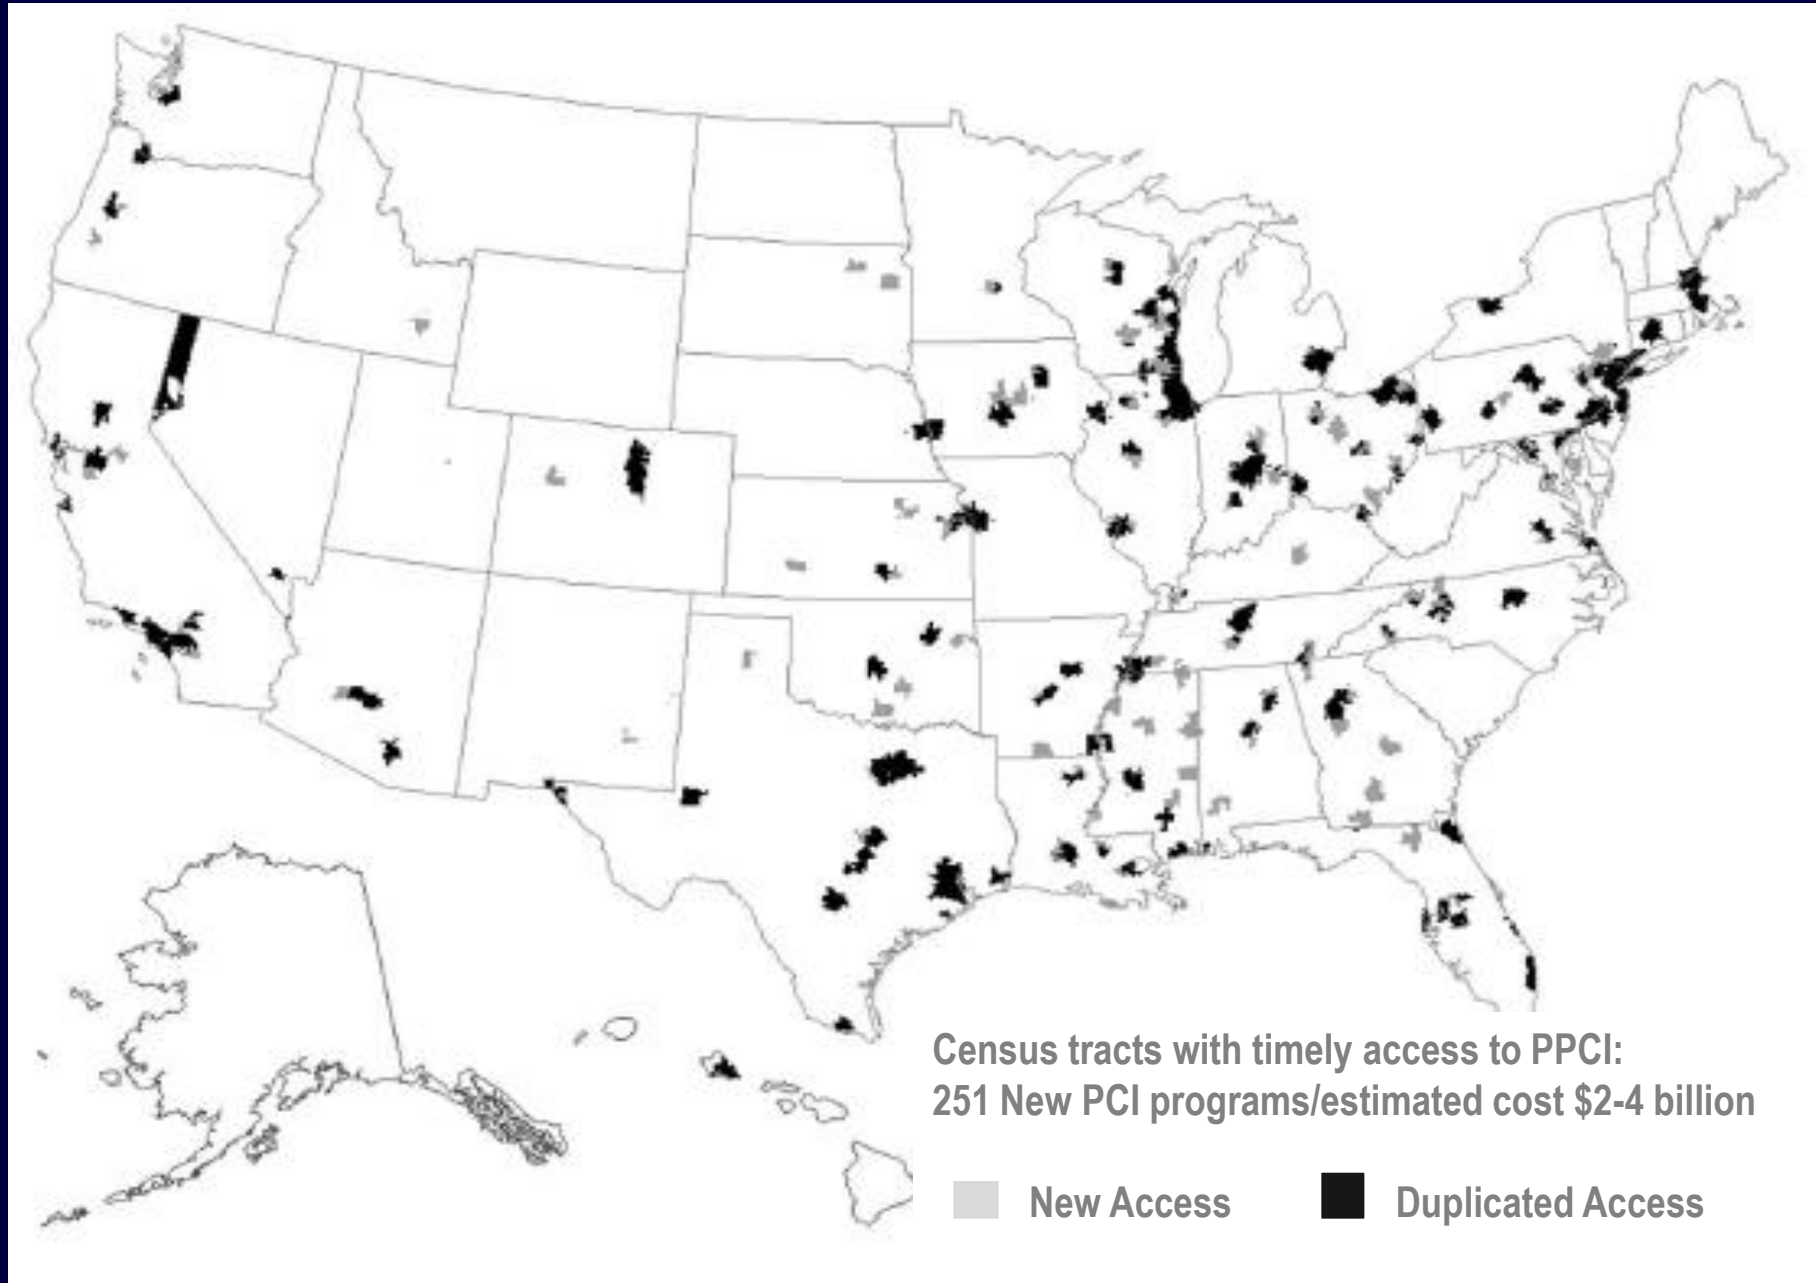 Census tracts with timely access to PPCI:
251 New PCI programs/estimated cost $2-4 billion
New Access
Duplicated Access